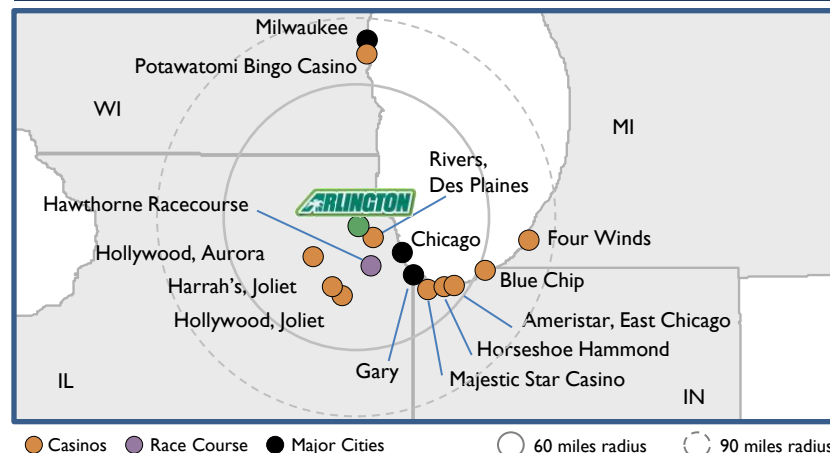 Milwaukee
Potawatomi Bingo Casino
WI
MI
Rivers,
Des Plaines
ARLINGTON
Hawthorne Racecourse
Chicago
Four Winds
Hollywood, Aurora
Blue Chip
Harrah's, Joliet
Hollywood, Joliet
Ameristar, East Chicago
Horseshoe Hammond
Gary
Majestic Star Casino
IL
IN
Casinos Race Course Major Cities 60 miles radius 90 miles radius